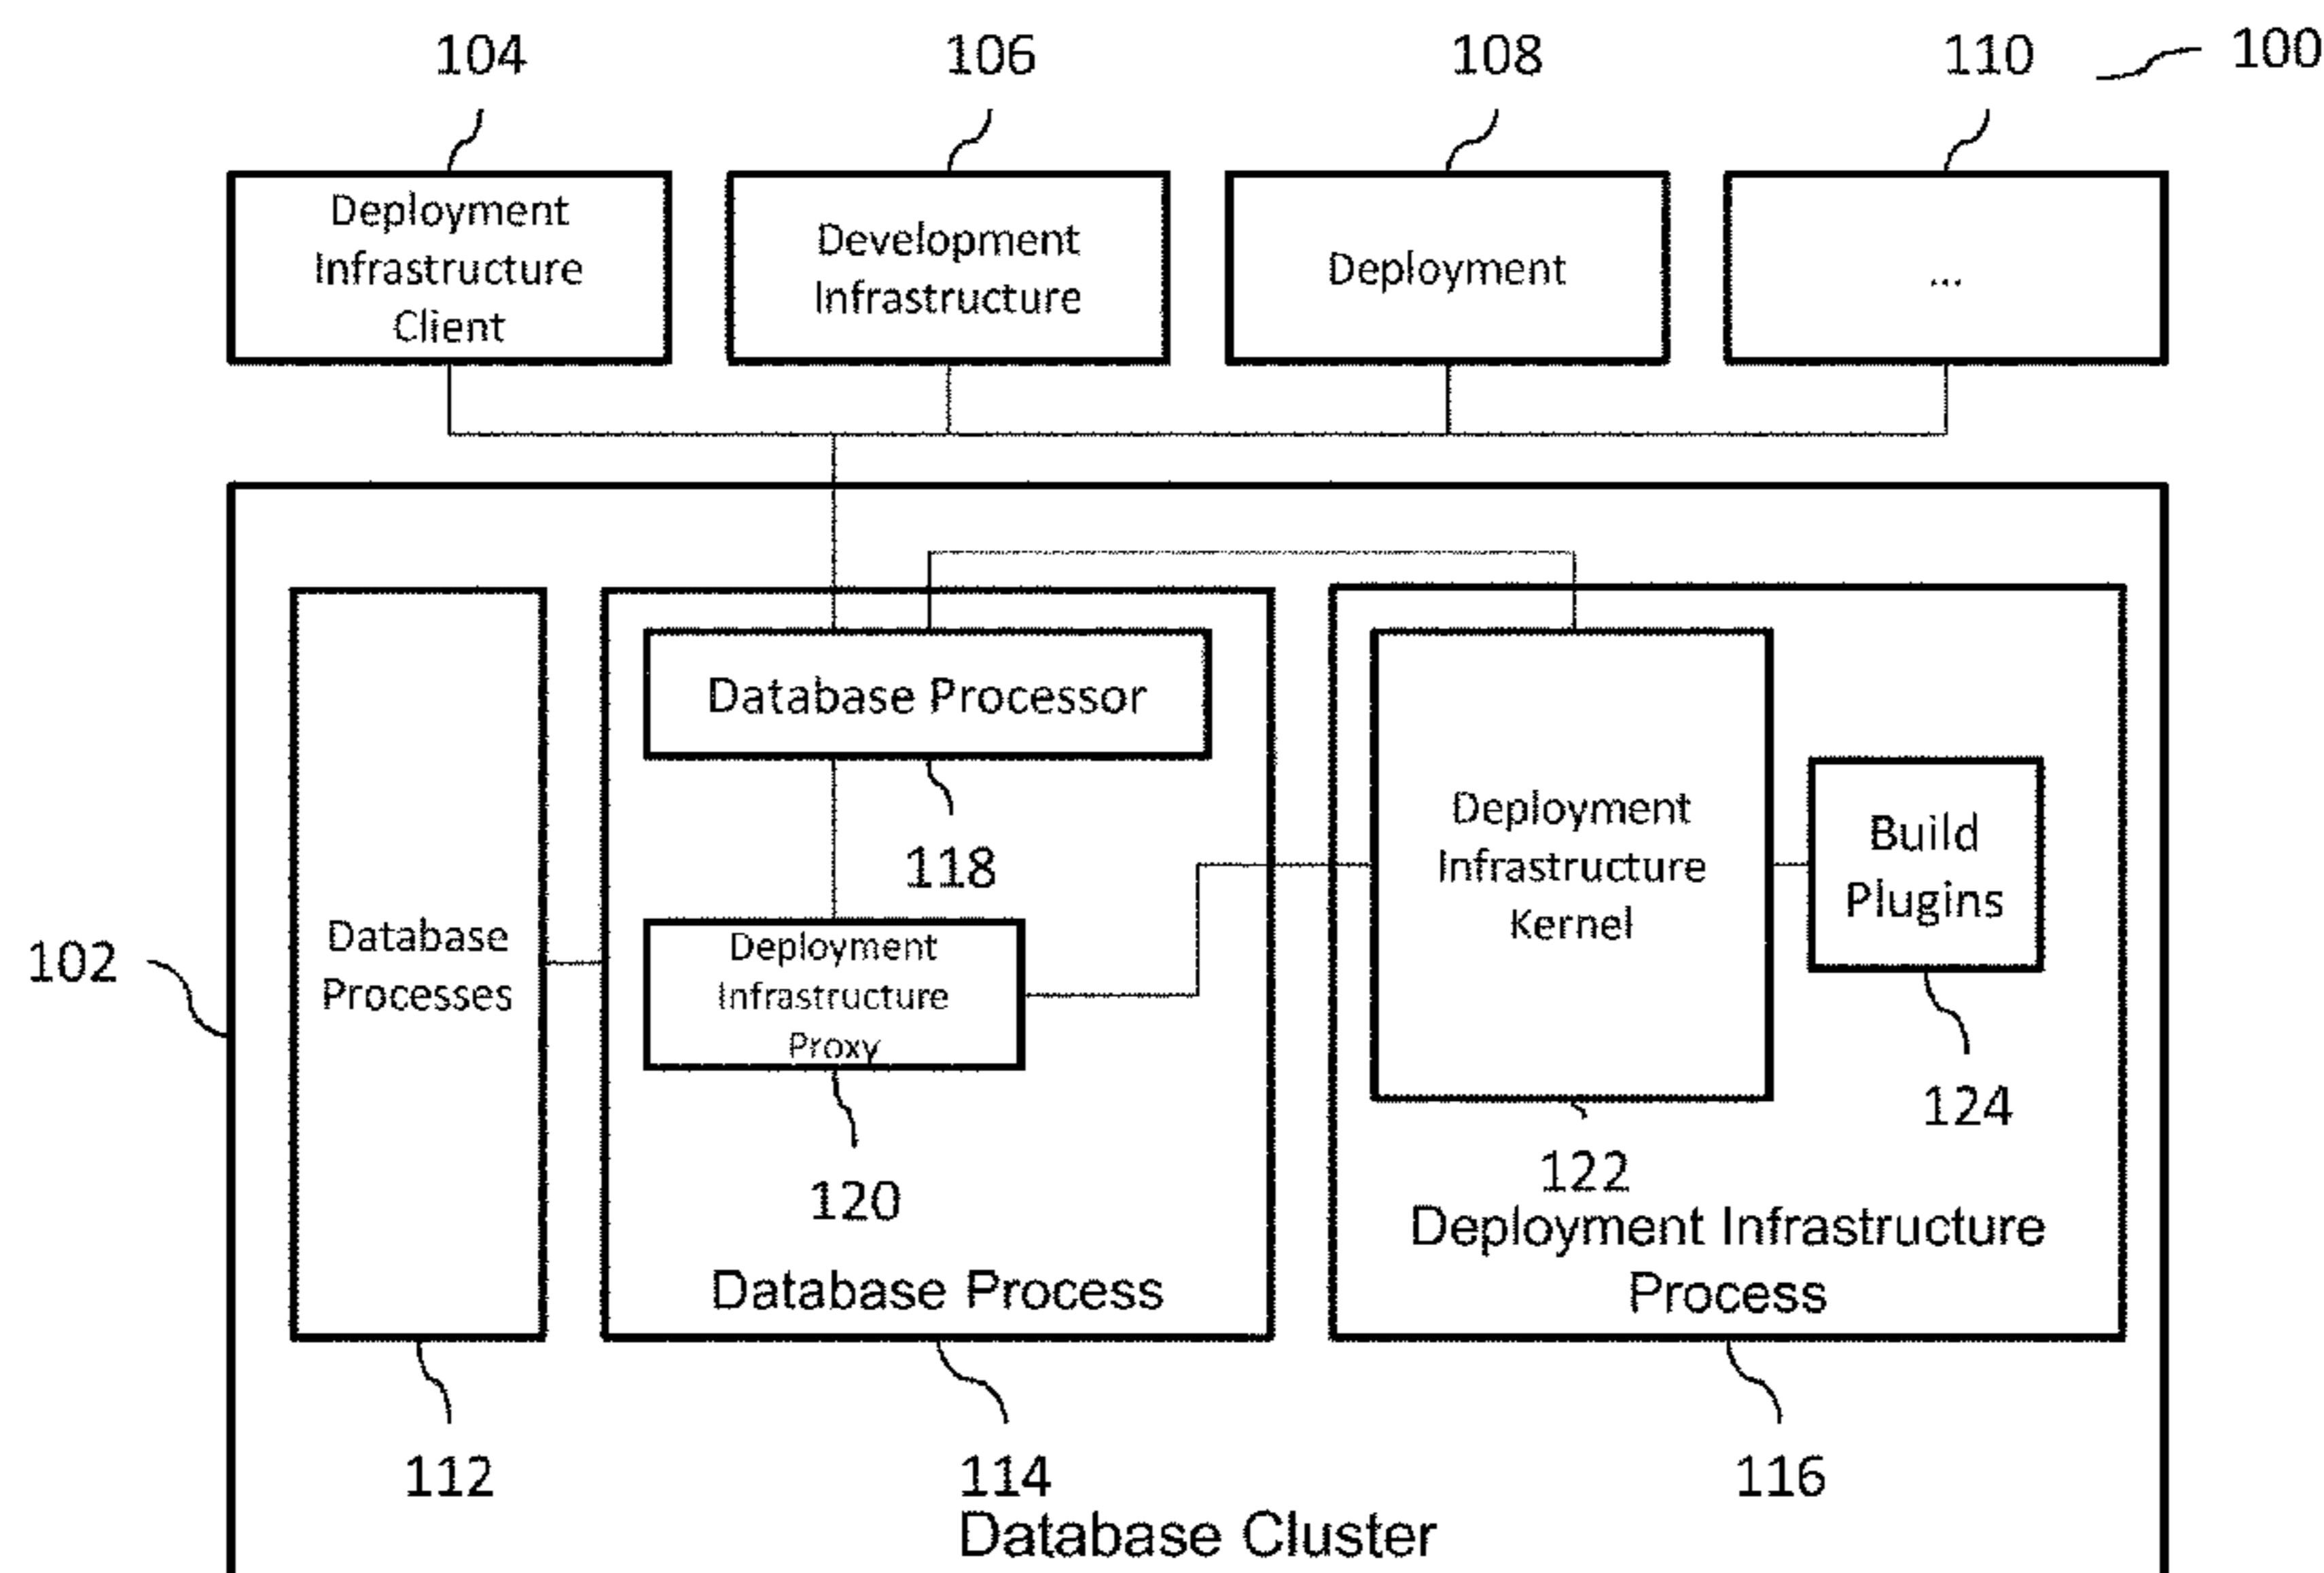 104
106
108
110
100
Deployment
Infrastructure
Client
Development
Infrastructure
Deployment
...
Database Processor
118
Deployment
Infrastructure
Kernel
Build
Plugins
Database
Processes
102
Deployment
Infrastructure
Proxy
124
120
122
Deployment Infrastructure
Process
Database Process
112
114
116
Database Cluster